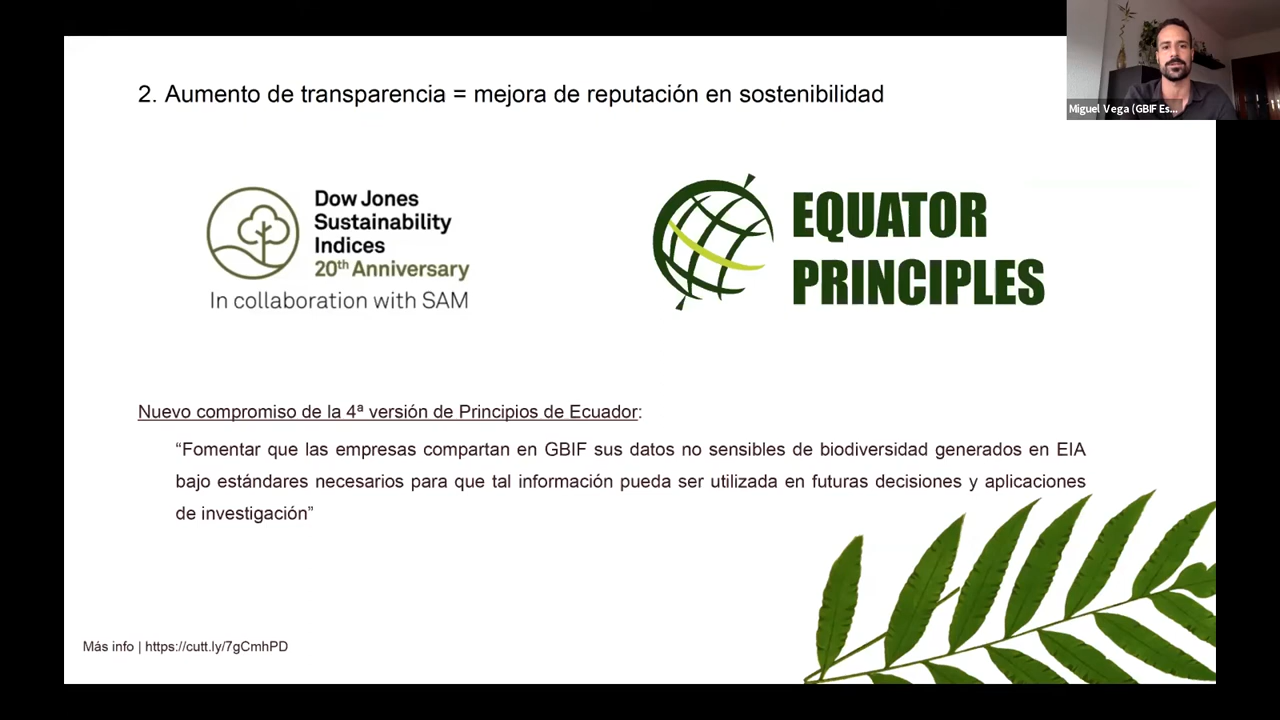 2. Aumento de transparencia = mejora de reputación en sostenibilidad
Miguel Vega (GBIF Es...
Dow Jones
Sustainability
Indices
20th Anniversary
In collaboration with SAM
EQUATOR
PRINCIPLES
Nuevo compromiso de la 4ª versión de Principios de Ecuador:
“Fomentar que las empresas compartan en GBIF sus datos no sensibles de biodiversidad generados en EIA
bajo estándares necesarios para que tal información pueda ser utilizada en futuras decisiones y aplicaciones
de investigación”
Más info | https://cutt.ly/7gCmhPD